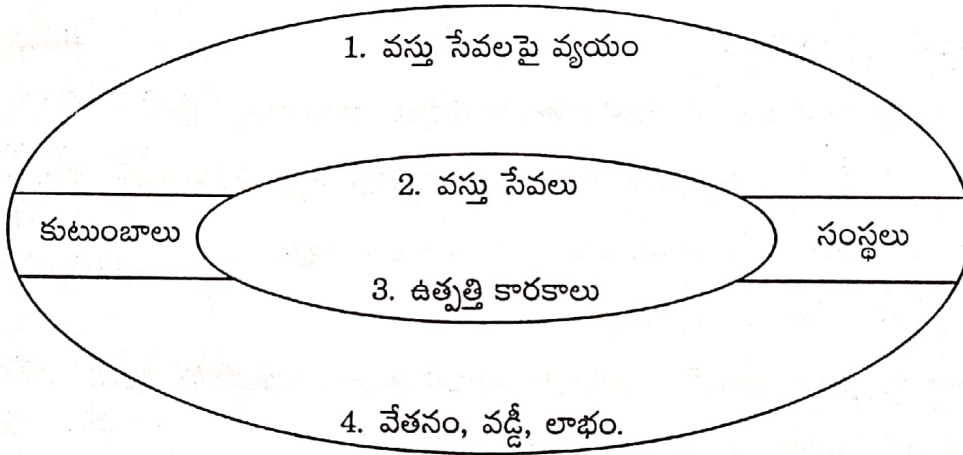 1. వస్తు సేవలపై వ్యయం
2. వస్తు సేవలు
కుటుంబాలు
సంస్థలు
3. ఉత్పత్తి కారకాలు
4. వేతనం, వడ్డీ, లాభం.